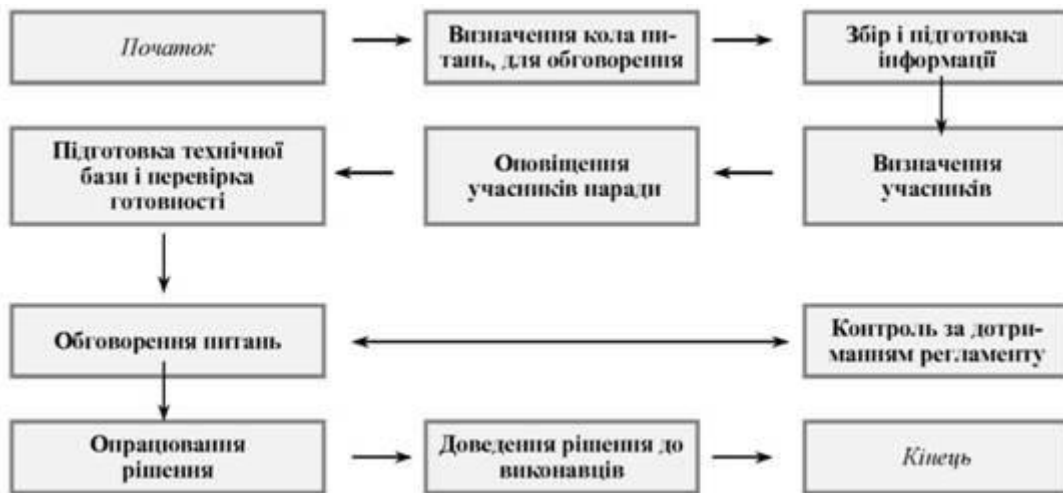 Початок
Визначення кола пи-
тань, для обговорення
Збір і підготовка
інформації
Підготовка технічної
бази і перевірка
готовності
Оповіщення
учасників наради
Визначення
учасників
Обговорення питань
Контроль за дотри-
манням регламенту
Опрацювання
рішення
Доведення рішення до
виконавців
Кінець